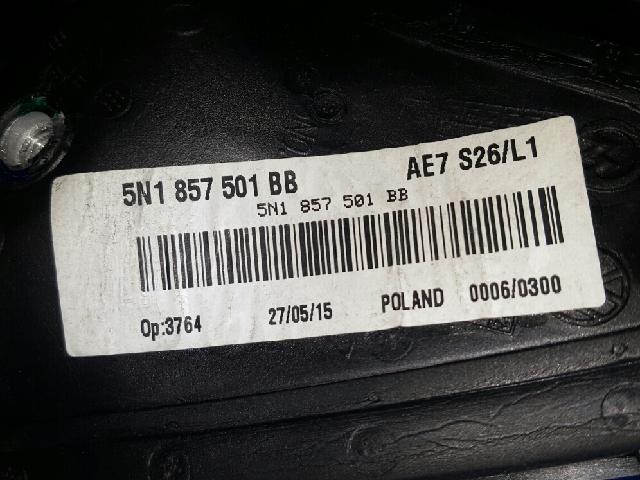 5N1 857 501 BB AE7 S26/L1
5N1 857 501 BB
Op:3764 27/05/15 POLAND 0006/0300